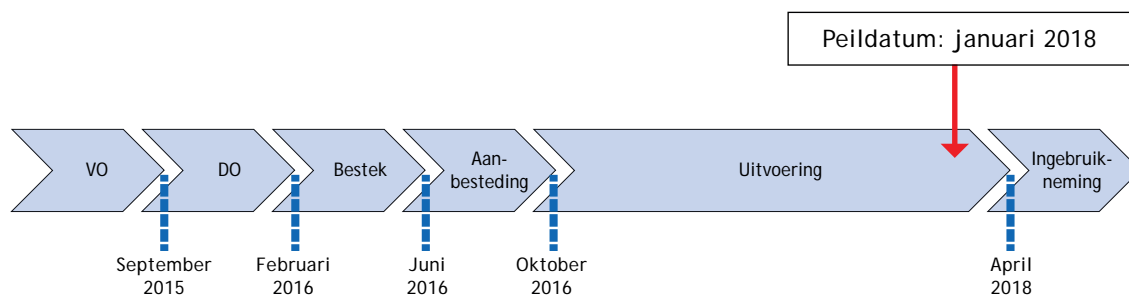 Peildatum: januari 2018
VO
DO
Bestek
Aan-
besteding
Uitvoering
Ingebruik-
neming
September
2015
Februari
2016
Juni
2016
Oktober
2016
April
2018